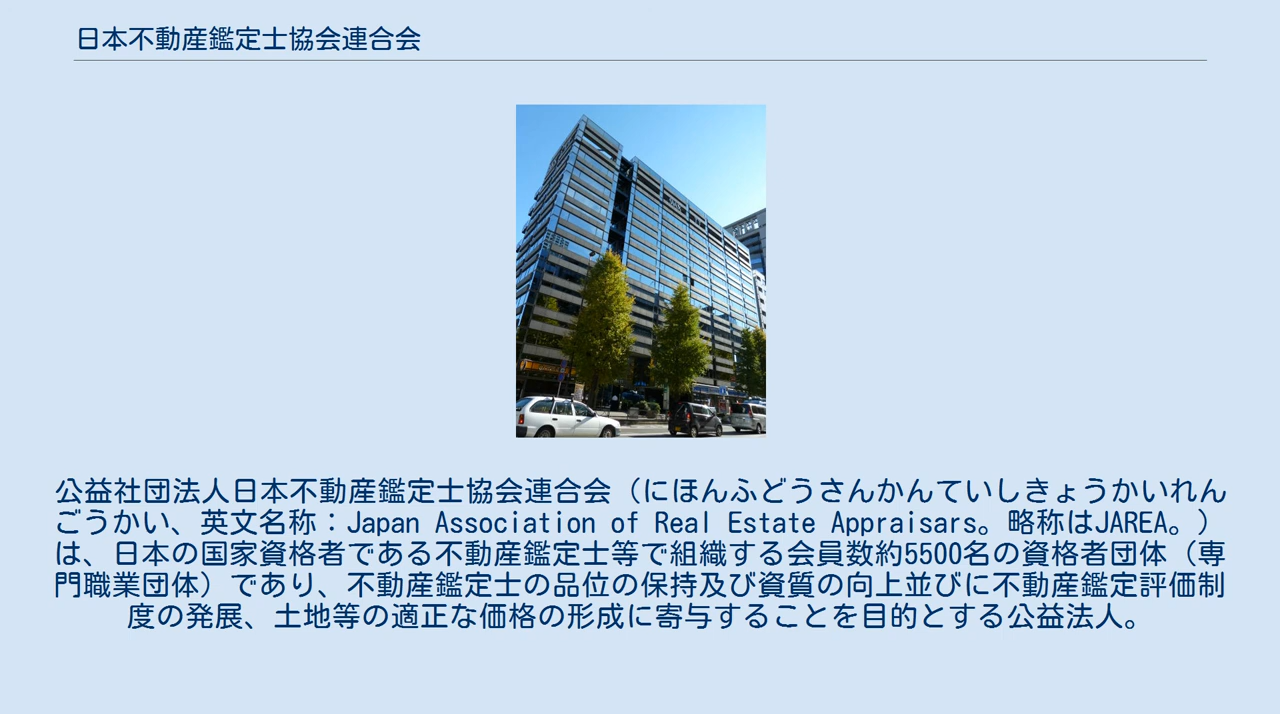 日本不動産鑑定士協会連合会
公益社団法人日本不動産鑑定士協会連合会（にほんふどうさんかんていしきょうかいれん
ごうかい、英文名称：Japan Association of Real Estate Appraisars。略称はJAREA。）
は、日本の国家資格者である不動産鑑定士等で組織する会員数約5500名の資格者団体（専
門職業団体）であり、不動産鑑定士の品位の保持及び資質の向上並びに不動産鑑定評価制
度の発展、土地等の適正な価格の形成に寄与することを目的とする公益法人。